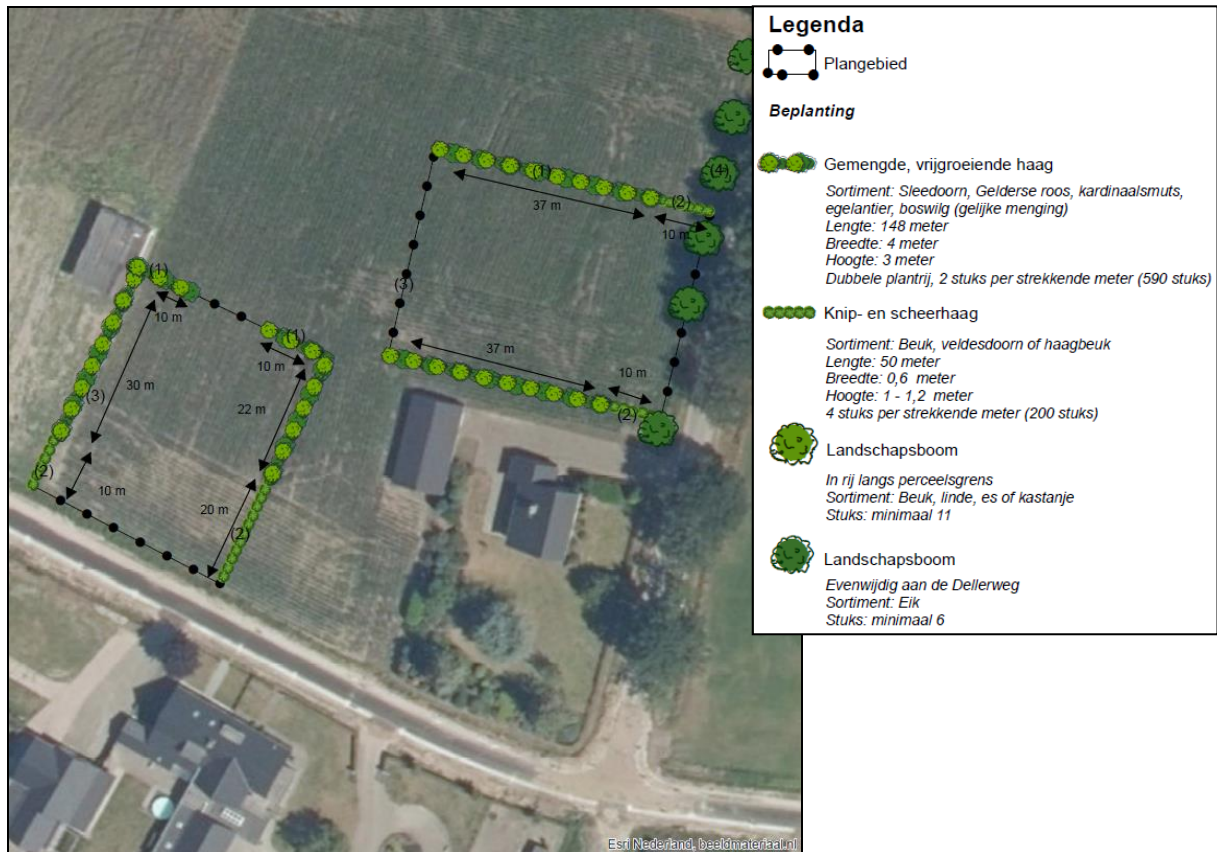 Legenda
Plangebied
Beplanting
Gemengde, vrijgroeiende haag
Sortiment: Sleedoorn, Gelderse roos, kardinaalsmuts,
egelantier, boswilg (gelijke menging)
Lengte: 148 meter
Breedte: 4 meter
Hoogte: 3 meter
Dubbele plantrij, 2 stuks per strekkende meter (590 stuks)
Knip- en scheerhaag
Sortiment: Beuk, veldesdoorn of haagbeuk
Lengte: 50 meter
Breedte: 0,6 meter
Hoogte: 1 - 1,2 meter
4 stuks per strekkende meter (200 stuks)
Landschapsboom
In rij langs perceelsgrens
Sortiment: Beuk, linde, es of kastanje
Stuks: minimaal 11
Landschapsboom
Evenwijdig aan de Dellerweg
Sortiment: Eik
Stuks: minimaal 6
(4)
(1)
(2)
37 m
10 m
(3)
(1)
10 m
(1)
10 m
37 m
10 m
(2)
30 m
22 m
(3)
(2)
10 m
20 m
(2)
Esri Nederland, beeldmateriaal.nl